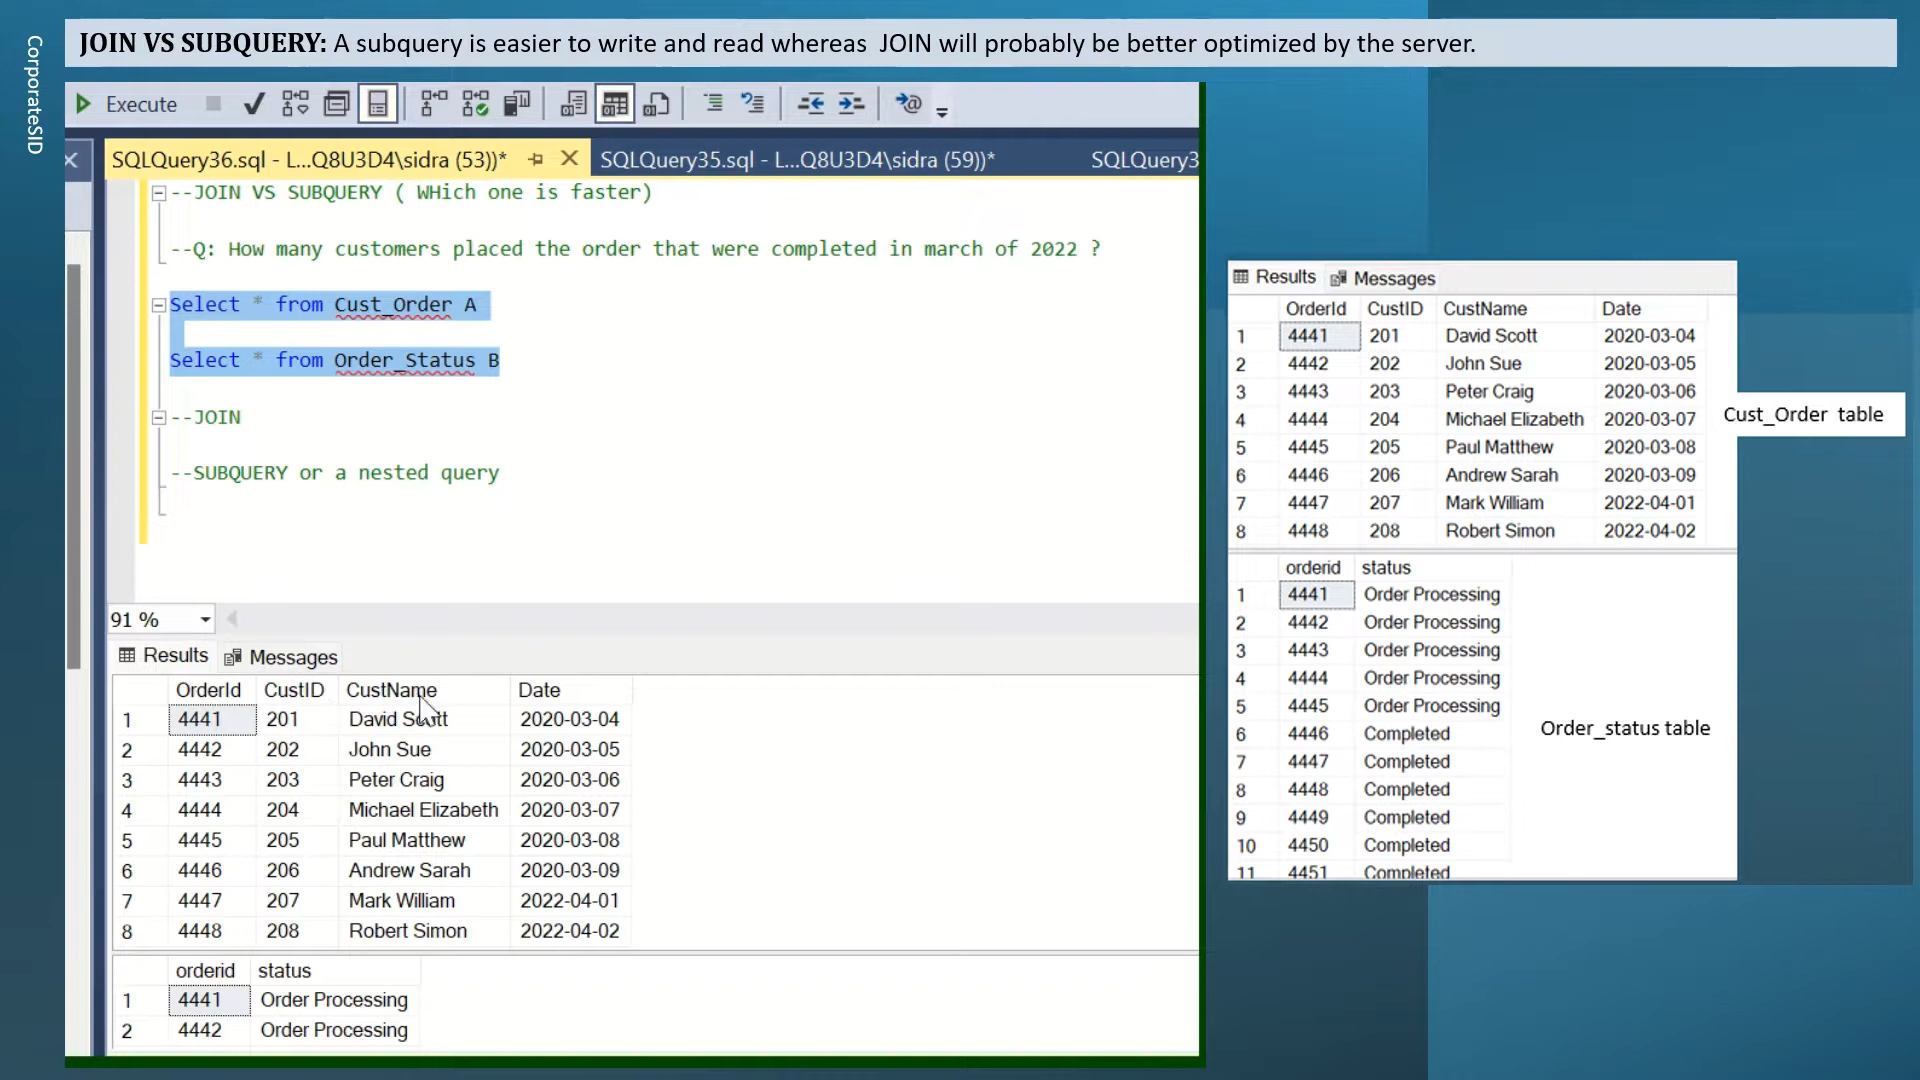 CorporateSID
JOIN VS SUBQUERY: A subquery is easier to write and read whereas JOIN will probably be better optimized by the server.
Execute
SQLQuery36.sql - L...Q8U3D4\sidra (53))*
SQLQuery35.sql - L...Q8U3D4\sidra (59))*
SQLQuery3
--JOIN VS SUBQUERY ( WHich one is faster)
--Q: How many customers placed the order that were completed in march of 2022 ?
Select * from Cust_Order A
Select * from Order_Status B
--JOIN
--SUBQUERY or a nested query
91 %
Results Messages
OrderId CustID CustName Date
1 4441 201 David Scott 2020-03-04
2 4442 202 John Sue 2020-03-05
3 4443 203 Peter Craig 2020-03-06
4 4444 204 Michael Elizabeth 2020-03-07
5 4445 205 Paul Matthew 2020-03-08
6 4446 206 Andrew Sarah 2020-03-09
7 4447 207 Mark William 2022-04-01
8 4448 208 Robert Simon 2022-04-02
orderid status
1 4441 Order Processing
2 4442 Order Processing
Results Messages
OrderId CustID CustName Date
1 4441 201 David Scott 2020-03-04
2 4442 202 John Sue 2020-03-05
3 4443 203 Peter Craig 2020-03-06
4 4444 204 Michael Elizabeth 2020-03-07
5 4445 205 Paul Matthew 2020-03-08
6 4446 206 Andrew Sarah 2020-03-09
7 4447 207 Mark William 2022-04-01
8 4448 208 Robert Simon 2022-04-02
Cust_Order table
orderid status
1 4441 Order Processing
2 4442 Order Processing
3 4443 Order Processing
4 4444 Order Processing
5 4445 Order Processing
6 4446 Completed
7 4447 Completed
8 4448 Completed
9 4449 Completed
10 4450 Completed
11 4451 Completed
Order_status table